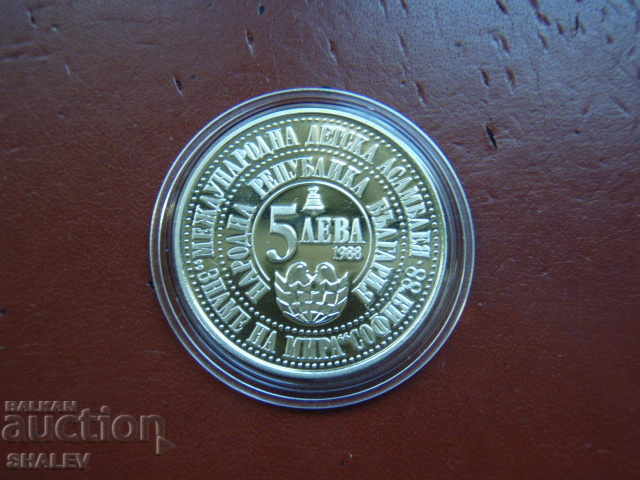 МЕЖДУНАРОДНА ДЕТСКА АСАМБЛЕЯ
„ЗНАМЕ НА МИРА“ СОФИЯ'88
НАРОДНА РЕПУБЛИКА БЪЛГАРИЯ
5 ЛЕВА
1988
BALKAN
auction
SHALEV